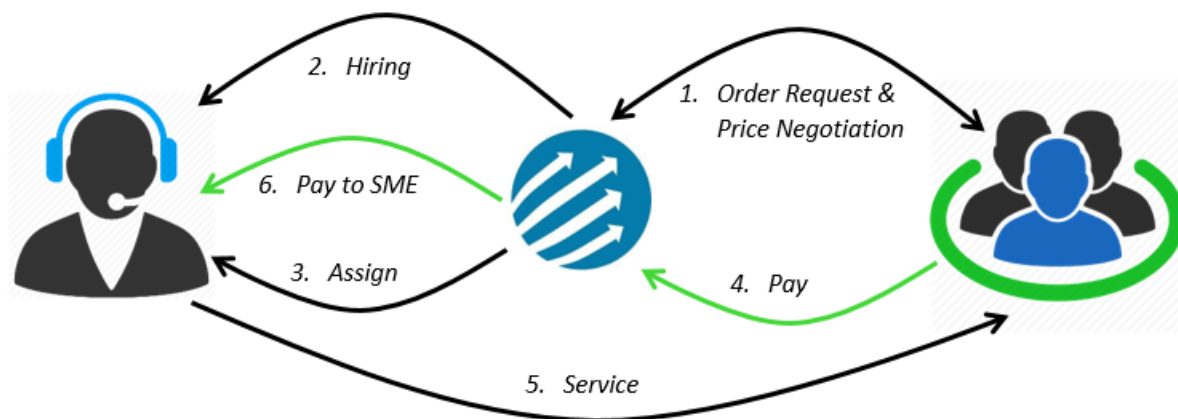 2. Hiring
1. Order Request &
Price Negotiation
6. Pay to SME
3. Assign
4. Pay
5. Service